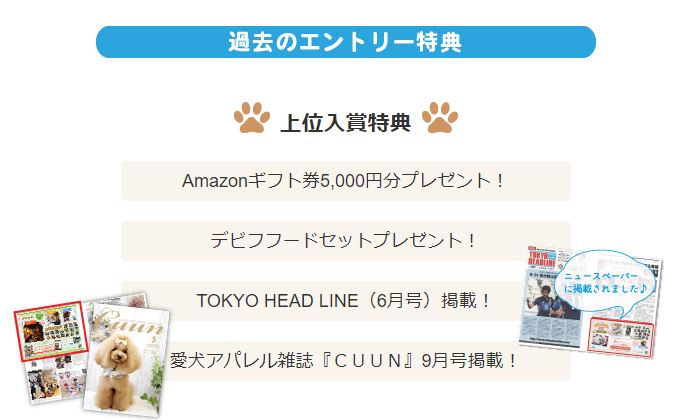 過去のエントリー特典
上位入賞特典
Amazonギフト券5,000円分プレゼント！
デビフフードセットプレゼント！
TOKYO
HEADLINE
ニュースペーパー
に掲載されました♪
TOKYO HEAD LINE（6月号）掲載！
Cuun
愛犬アパレル雑誌『ＣＵＵＮ』9月号掲載！